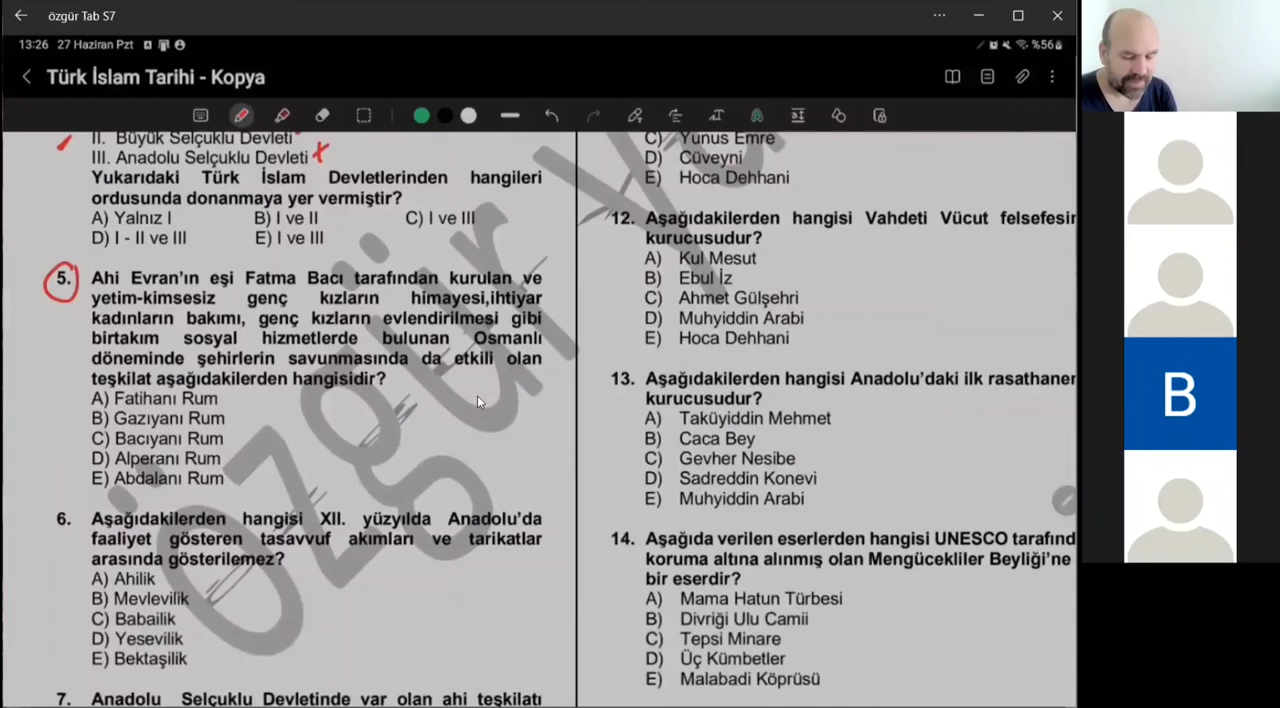 özgür Tab S7
13:26 27 Haziran Pzt
%56
Türk İslam Tarihi - Kopya
II. Büyük Selçuklu Devleti
III. Anadolu Selçuklu Devleti
Yukarıdaki Türk İslam Devletlerinden hangileri
ordusunda donanmaya yer vermiştir?
A) Yalnız I B) I ve II C) I ve III
D) I - II ve III E) I ve III
5. Ahi Evran'ın eşi Fatma Bacı tarafından kurulan ve
yetim-kimsesiz genç kızların himayesi,ihtiyar
kadınların bakımı, genç kızların evlendirilmesi gibi
birtakım sosyal hizmetlerde bulunan Osmanlı
döneminde şehirlerin savunmasında da etkili olan
teşkilat aşağıdakilerden hangisidir?
A) Fatihanı Rum
B) Gazıyanı Rum
C) Bacıyanı Rum
D) Alperanı Rum
E) Abdalanı Rum
6. Aşağıdakilerden hangisi XII. yüzyılda Anadolu'da
faaliyet gösteren tasavvuf akımları ve tarikatlar
arasında gösterilemez?
A) Ahilik
B) Mevlevilik
C) Babailik
D) Yesevilik
E) Bektaşilik
7. Anadolu Selçuklu Devletinde var olan ahi teşkilatı
C) Yunus Emre
D) Cüveyni
E) Hoca Dehhani
12. Aşağıdakilerden hangisi Vahdeti Vücut felsefesin
kurucusudur?
A) Kul Mesut
B) Ebul İz
C) Ahmet Gülşehri
D) Muhyiddin Arabi
E) Hoca Dehhani
13. Aşağıdakilerden hangisi Anadolu'daki ilk rasathanen
kurucusudur?
A) Taküyiddin Mehmet
B) Caca Bey
C) Gevher Nesibe
D) Sadreddin Konevi
E) Muhyiddin Arabi
14. Aşağıda verilen eserlerden hangisi UNESCO tarafınd
koruma altına alınmış olan Mengücekliler Beyliği'ne
bir eserdir?
A) Mama Hatun Türbesi
B) Divriği Ulu Camii
C) Tepsi Minare
D) Üç Kümbetler
E) Malabadi Köprüsü
özgür
B